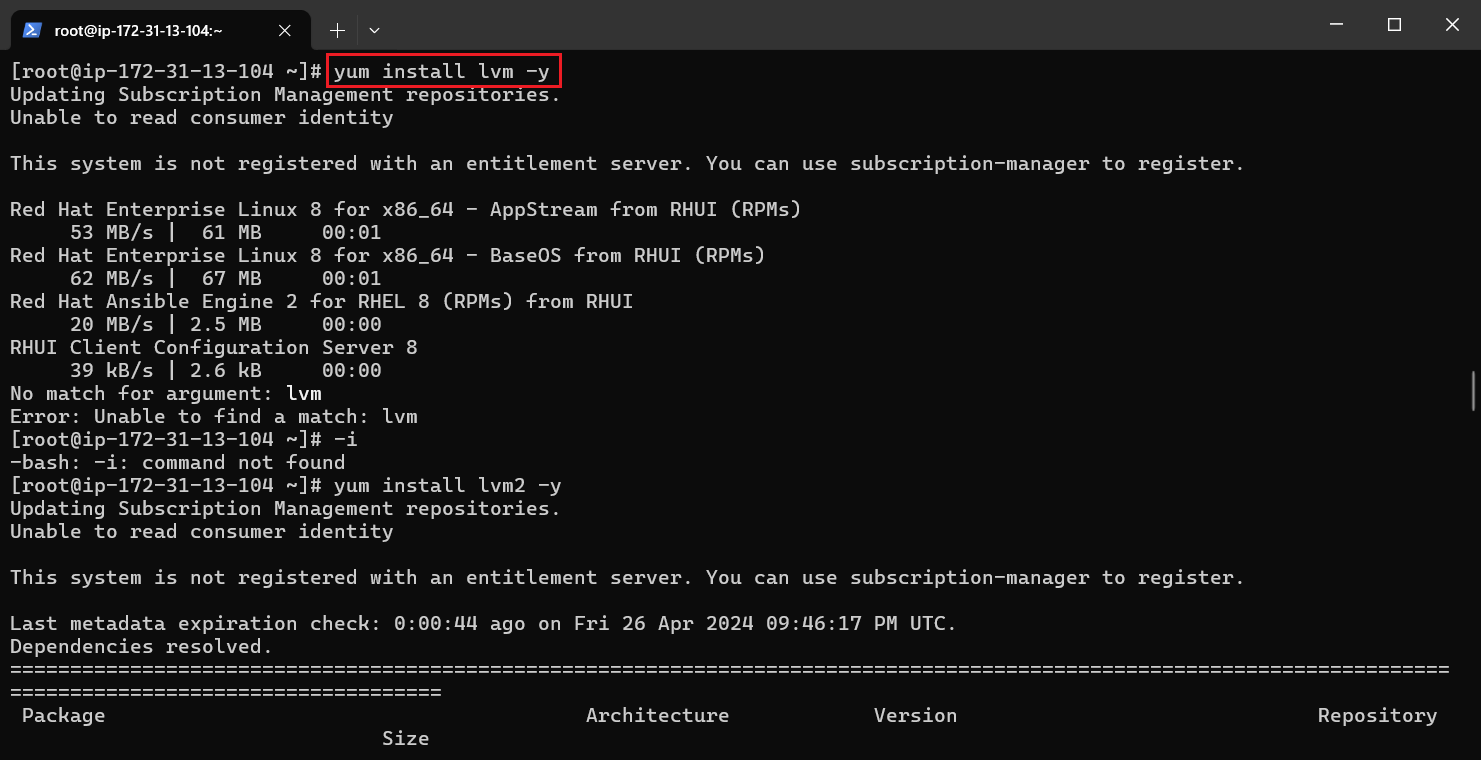 root@ip-172-31-13-104:~
[root@ip-172-31-13-104 ~]# yum install lvm -y
Updating Subscription Management repositories.
Unable to read consumer identity
This system is not registered with an entitlement server. You can use subscription-manager to register.
Red Hat Enterprise Linux 8 for x86_64 - AppStream from RHUI (RPMs)
53 MB/s | 61 MB 00:01
Red Hat Enterprise Linux 8 for x86_64 - BaseOS from RHUI (RPMs)
62 MB/s | 67 MB 00:01
Red Hat Ansible Engine 2 for RHEL 8 (RPMs) from RHUI
20 MB/s | 2.5 MB 00:00
RHUI Client Configuration Server 8
39 kB/s | 2.6 kB 00:00
No match for argument: lvm
Error: Unable to find a match: lvm
[root@ip-172-31-13-104 ~]# -i
-bash: -i: command not found
[root@ip-172-31-13-104 ~]# yum install lvm2 -y
Updating Subscription Management repositories.
Unable to read consumer identity
This system is not registered with an entitlement server. You can use subscription-manager to register.
Last metadata expiration check: 0:00:44 ago on Fri 26 Apr 2024 09:46:17 PM UTC.
Dependencies resolved.
========================================================================================================================
====================================
Package Architecture Version Repository
Size